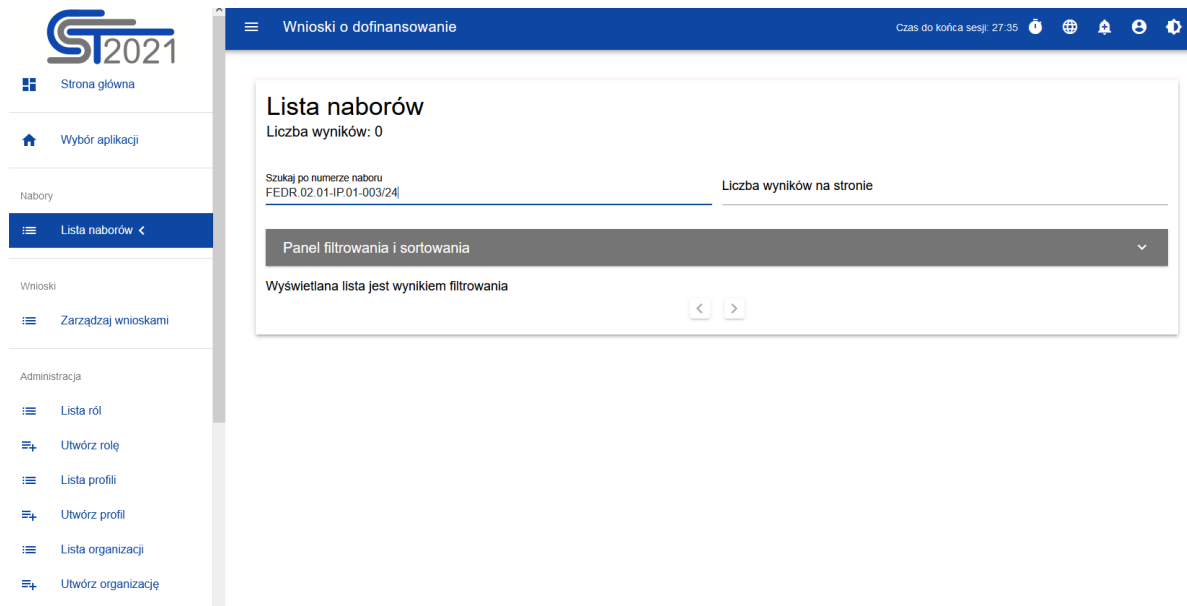 ST2021
Strona główna
Wybór aplikacji
Nabory
Lista naborów
Wnioski
Zarządzaj wnioskami
Administracja
Lista ról
Utwórz rolę
Lista profili
Utwórz profil
Lista organizacji
Utwórz organizację
Wnioski o dofinansowanie
Czas do końca sesji: 27:35
Lista naborów
Liczba wyników: 0
Szukaj po numerze naboru
FEDR.02.01-IP.01-003/24
Liczba wyników na stronie
Panel filtrowania i sortowania
Wyświetlana lista jest wynikiem filtrowania